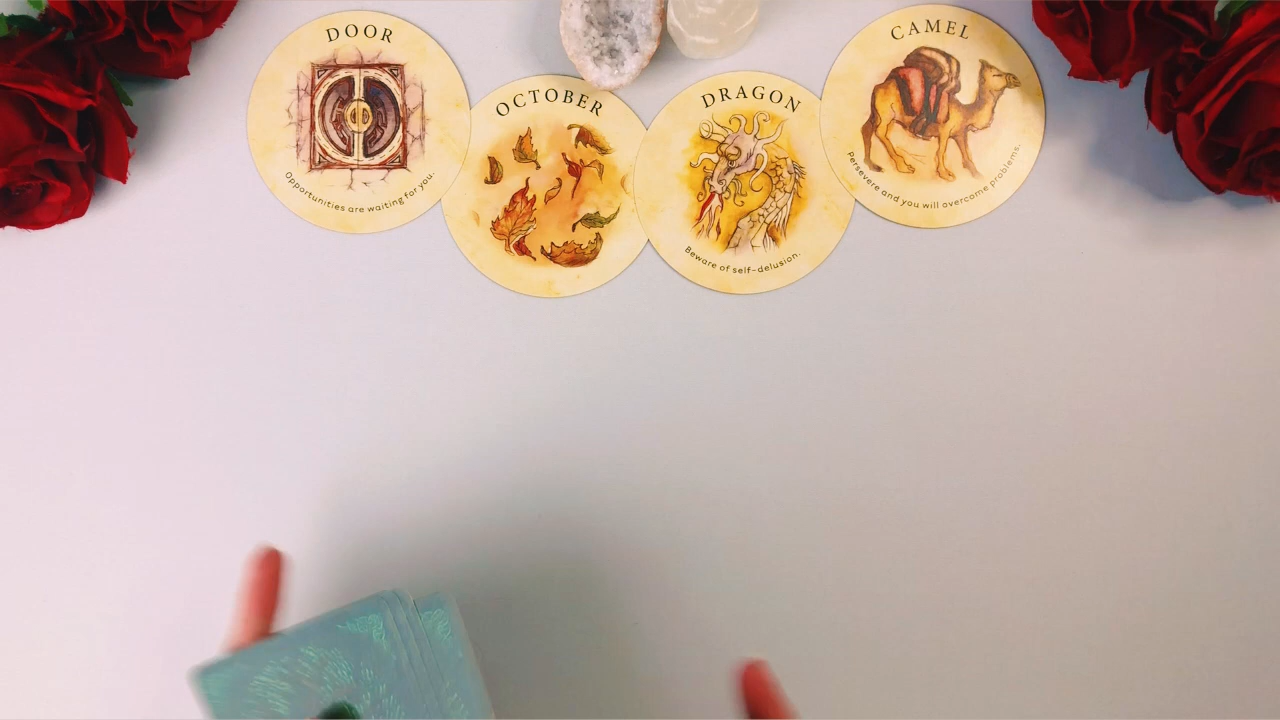 DOOR
Opportunities are waiting for you.
OCTOBER
DRAGON
Beware of self-delusion.
CAMEL
Persevere and you will overcome problems.